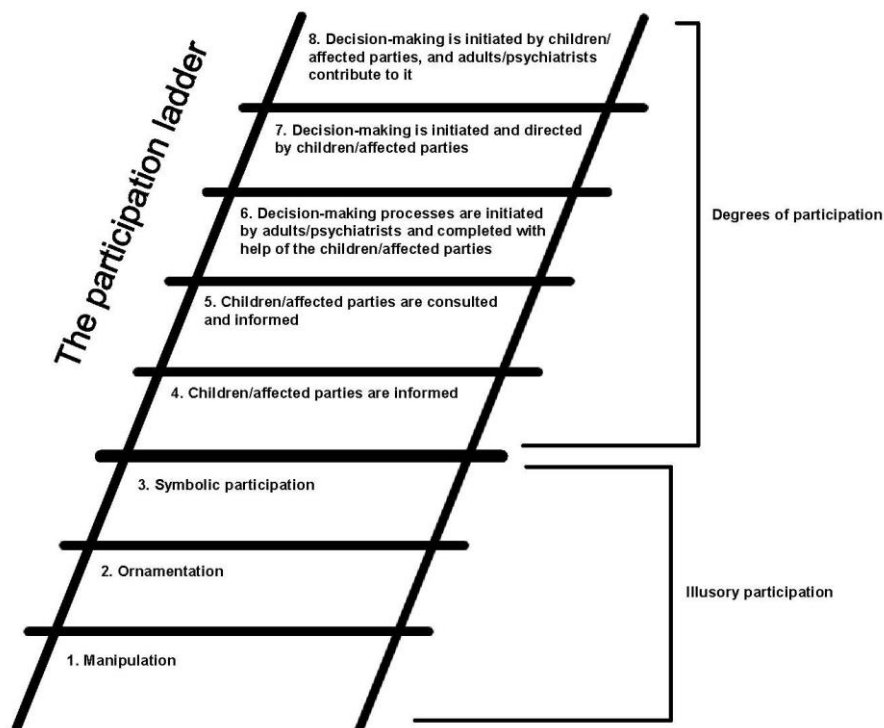 The participation ladder
8. Decision-making is initiated by children/
affected parties, and adults/psychiatrists
contribute to it
7. Decision-making is initiated and directed
by children/affected parties
6. Decision-making processes are initiated
by adults/psychiatrists and completed with
help of the children/affected parties
5. Children/affected parties are consulted
and informed
4. Children/affected parties are informed
3. Symbolic participation
2. Ornamentation
1. Manipulation
Degrees of participation
Illusory participation